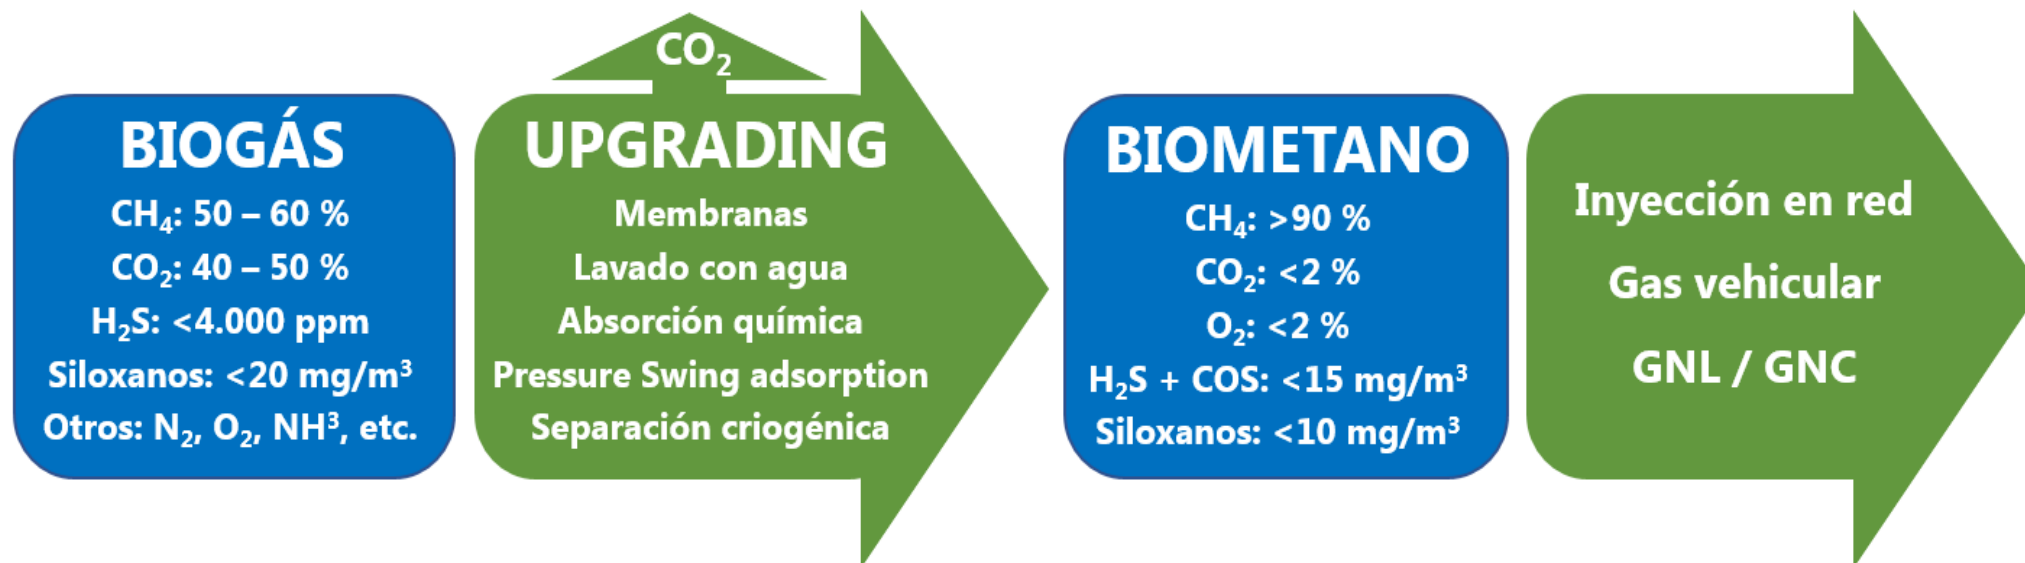 CO₂
BIOGÁS
CH₄: 50 – 60 %
CO₂: 40 – 50 %
H₂S: <4.000 ppm
Siloxanos: <20 mg/m³
Otros: N₂, O₂, NH³, etc.
UPGRADING
Membranas
Lavado con agua
Absorción química
Pressure Swing adsorption
Separación criogénica
BIOMETANO
CH₄: >90 %
CO₂: <2 %
O₂: <2 %
H₂S + COS: <15 mg/m³
Siloxanos: <10 mg/m³
Inyección en red
Gas vehicular
GNL / GNC